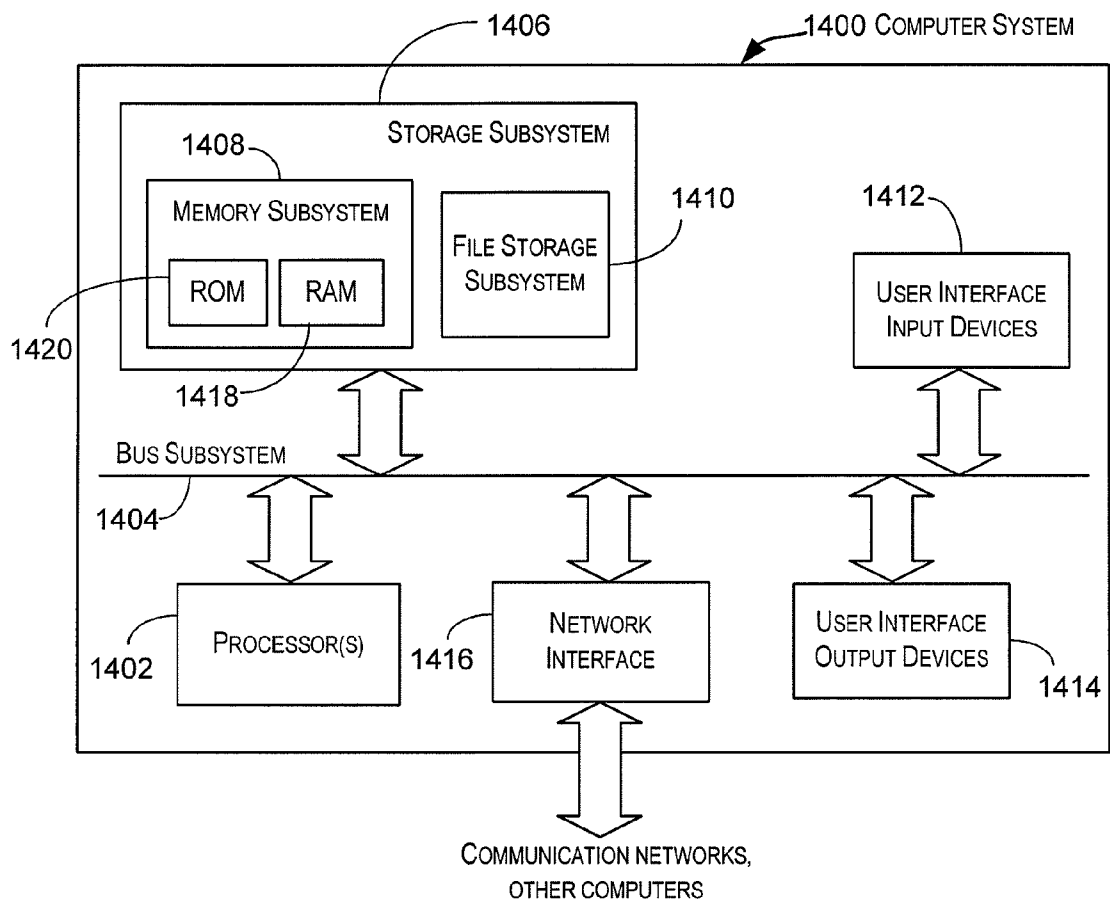 1406
1400 COMPUTER SYSTEM
STORAGE SUBSYSTEM
1408
MEMORY SUBSYSTEM
ROM
RAM
1420
1418
FILE STORAGE
SUBSYSTEM
1410
1412
USER INTERFACE
INPUT DEVICES
BUS SUBSYSTEM
1404
PROCESSOR(S)
1402
NETWORK
INTERFACE
1416
USER INTERFACE
OUTPUT DEVICES
1414
COMMUNICATION NETWORKS,
OTHER COMPUTERS